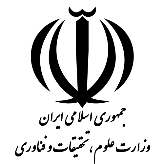 جمهوری اسلامی ایران
وزارت علوم، تحقیقات و فناوری